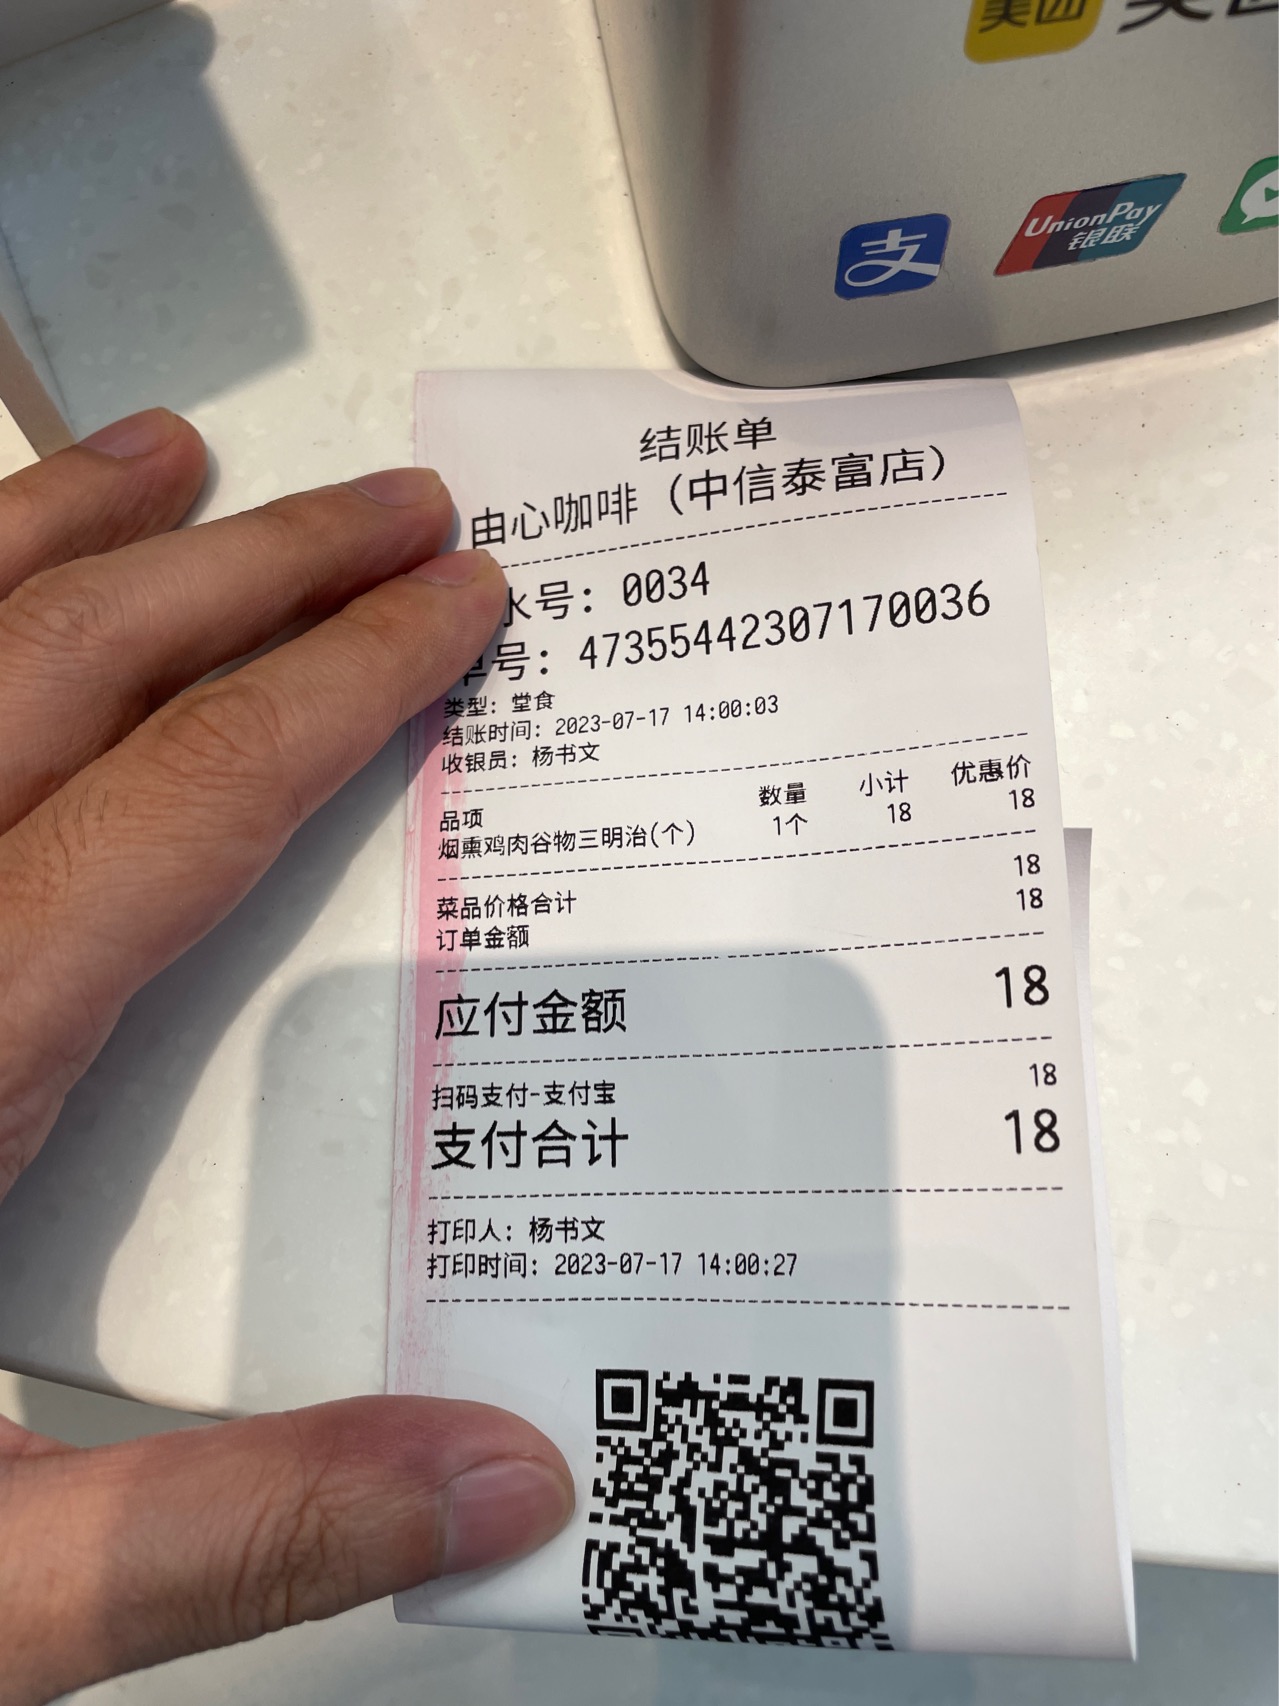 支
UnionPay
银联
结账单
由心咖啡（中信泰富店）
水号：0034
单号：47355442307170036
类型：堂食
结账时间：2023-07-17 14:00:03
收银员：杨书文
品项 数量 小计 优惠价
烟熏鸡肉谷物三明治(个) 1个 18 18
菜品价格合计 18
订单金额 18
应付金额 18
扫码支付-支付宝 18
支付合计 18
打印人：杨书文
打印时间：2023-07-17 14:00:27